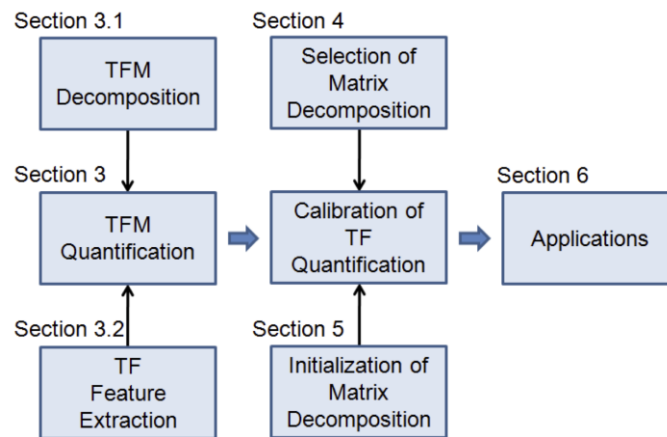 Section 3.1
TFM
Decomposition
Section 4
Selection of
Matrix
Decomposition
Section 3
TFM
Quantification
Calibration of
TF
Quantification
Section 6
Applications
Section 3.2
TF
Feature
Extraction
Section 5
Initialization of
Matrix
Decomposition